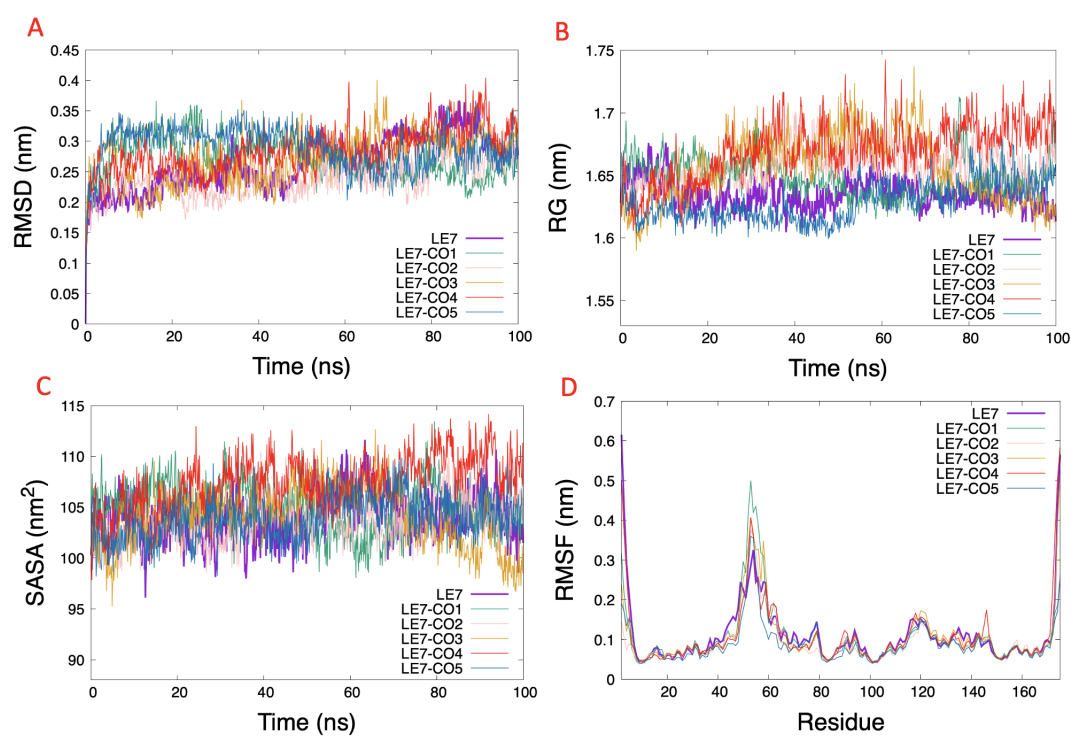 A
0.45
0.4
0.35
0.3
0.25
0.2
0.15
0.1
0.05
0
RMSD (nm)
LE7
LE7-CO1
LE7-CO2
LE7-CO3
LE7-CO4
LE7-CO5
0 20 40 60 80 100
Time (ns)
B
1.75
1.7
1.65
1.6
1.55
RG (nm)
LE7
LE7-CO1
LE7-CO2
LE7-CO3
LE7-CO4
LE7-CO5
0 20 40 60 80 100
Time (ns)
C
115
110
105
100
95
90
SASA (nm²)
LE7
LE7-CO1
LE7-CO2
LE7-CO3
LE7-CO4
LE7-CO5
0 20 40 60 80 100
Time (ns)
D
0.7
0.6
0.5
0.4
0.3
0.2
0.1
0
RMSF (nm)
LE7
LE7-CO1
LE7-CO2
LE7-CO3
LE7-CO4
LE7-CO5
20 40 60 80 100 120 140 160
Residue